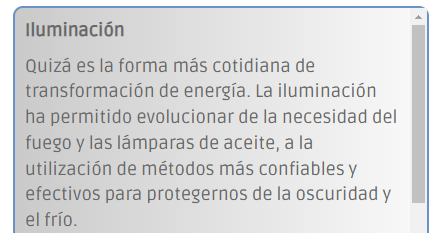 Iluminación
Quizá es la forma más cotidiana de
transformación de energía. La iluminación
ha permitido evolucionar de la necesidad del
fuego y las lámparas de aceite, a la
utilización de métodos más confiables y
efectivos para protegernos de la oscuridad y
el frío.